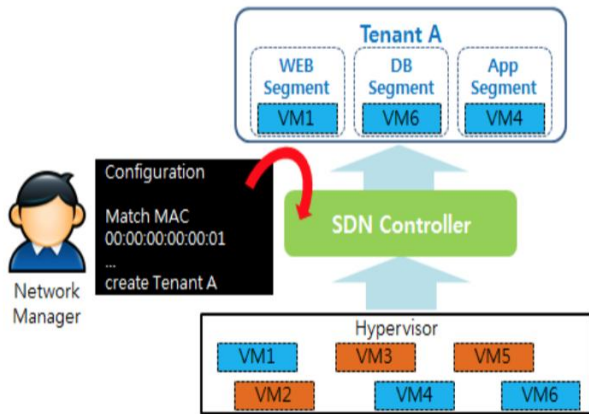 Tenant A
WEB
Segment
VM1
DB
Segment
VM6
App
Segment
VM4
Configuration
Match MAC
00:00:00:00:00:01
...
create Tenant A
Network
Manager
SDN Controller
Hypervisor
VM1
VM3
VM5
VM2
VM4
VM6